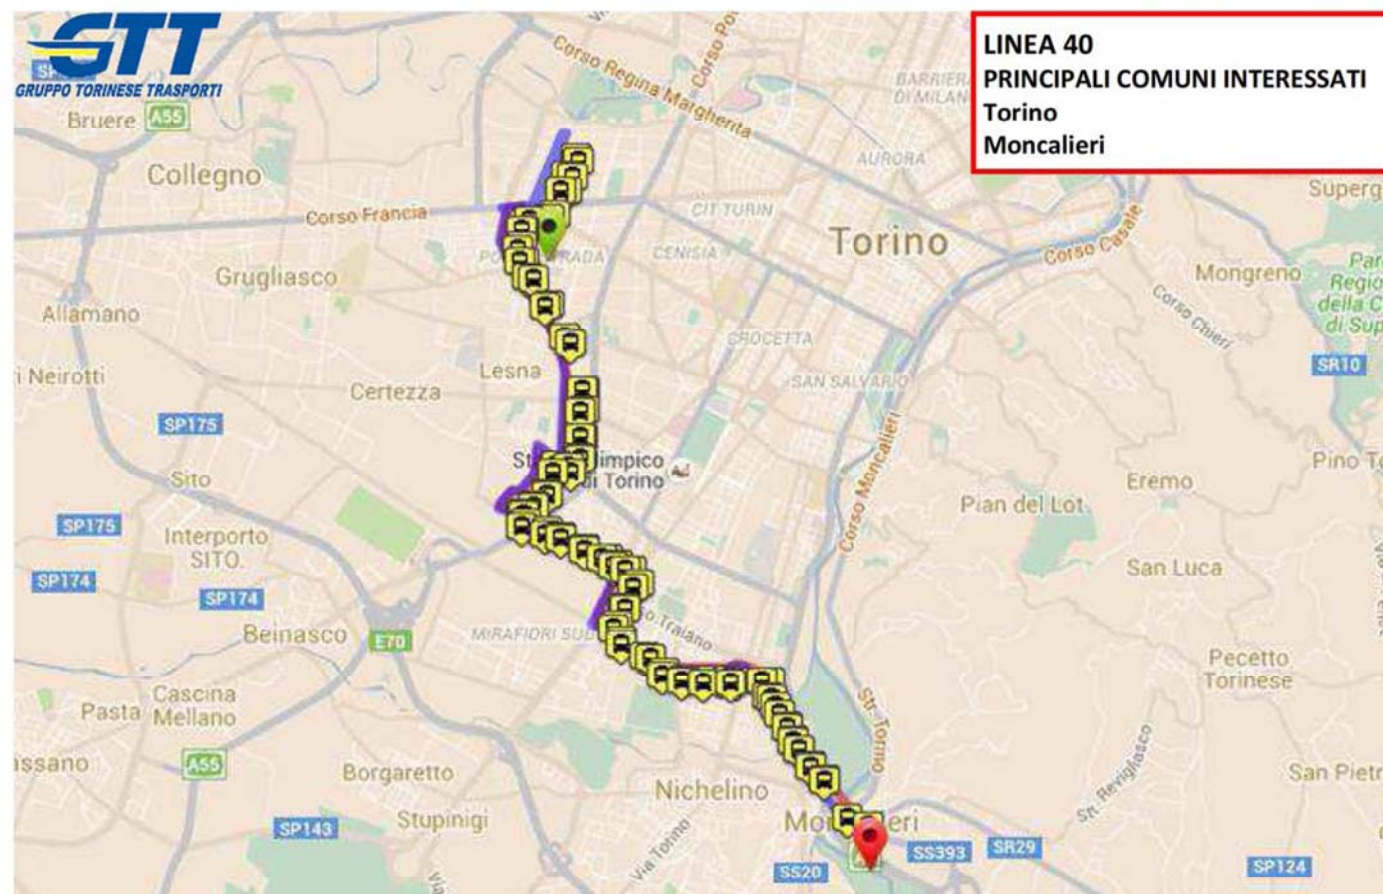 GTT
GRUPPO TORINESE TRASPORTI
LINEA 40
PRINCIPALI COMUNI INTERESSATI
Torino
Moncalieri
Corso Regina Margherita
Bruere
A55
AURORA
Collegno
CIT TURIN
Corso Francia
Torino
Corso Casale
CENISIA
Mongreno
Grugliasco
Corso Chieri
Allamano
CROCETTA
Lesna
Certezza
SAN SALVARIO
SR10
SP175
Corso Moncalieri
Sito
Eremo
Pian del Lot
SP175
Interporto
SITO
San Luca
SP174
SP174
Beinasco
E70
MIRAFIORI SUD
Pecetto
Torinese
Cascina
Mellano
Pasta
Str. Torino
Str. Revigliasco
A55
Borgaretto
Nichelino
Stupinigi
SP143
Via Torino
SS20
SS393
SR29
SP124